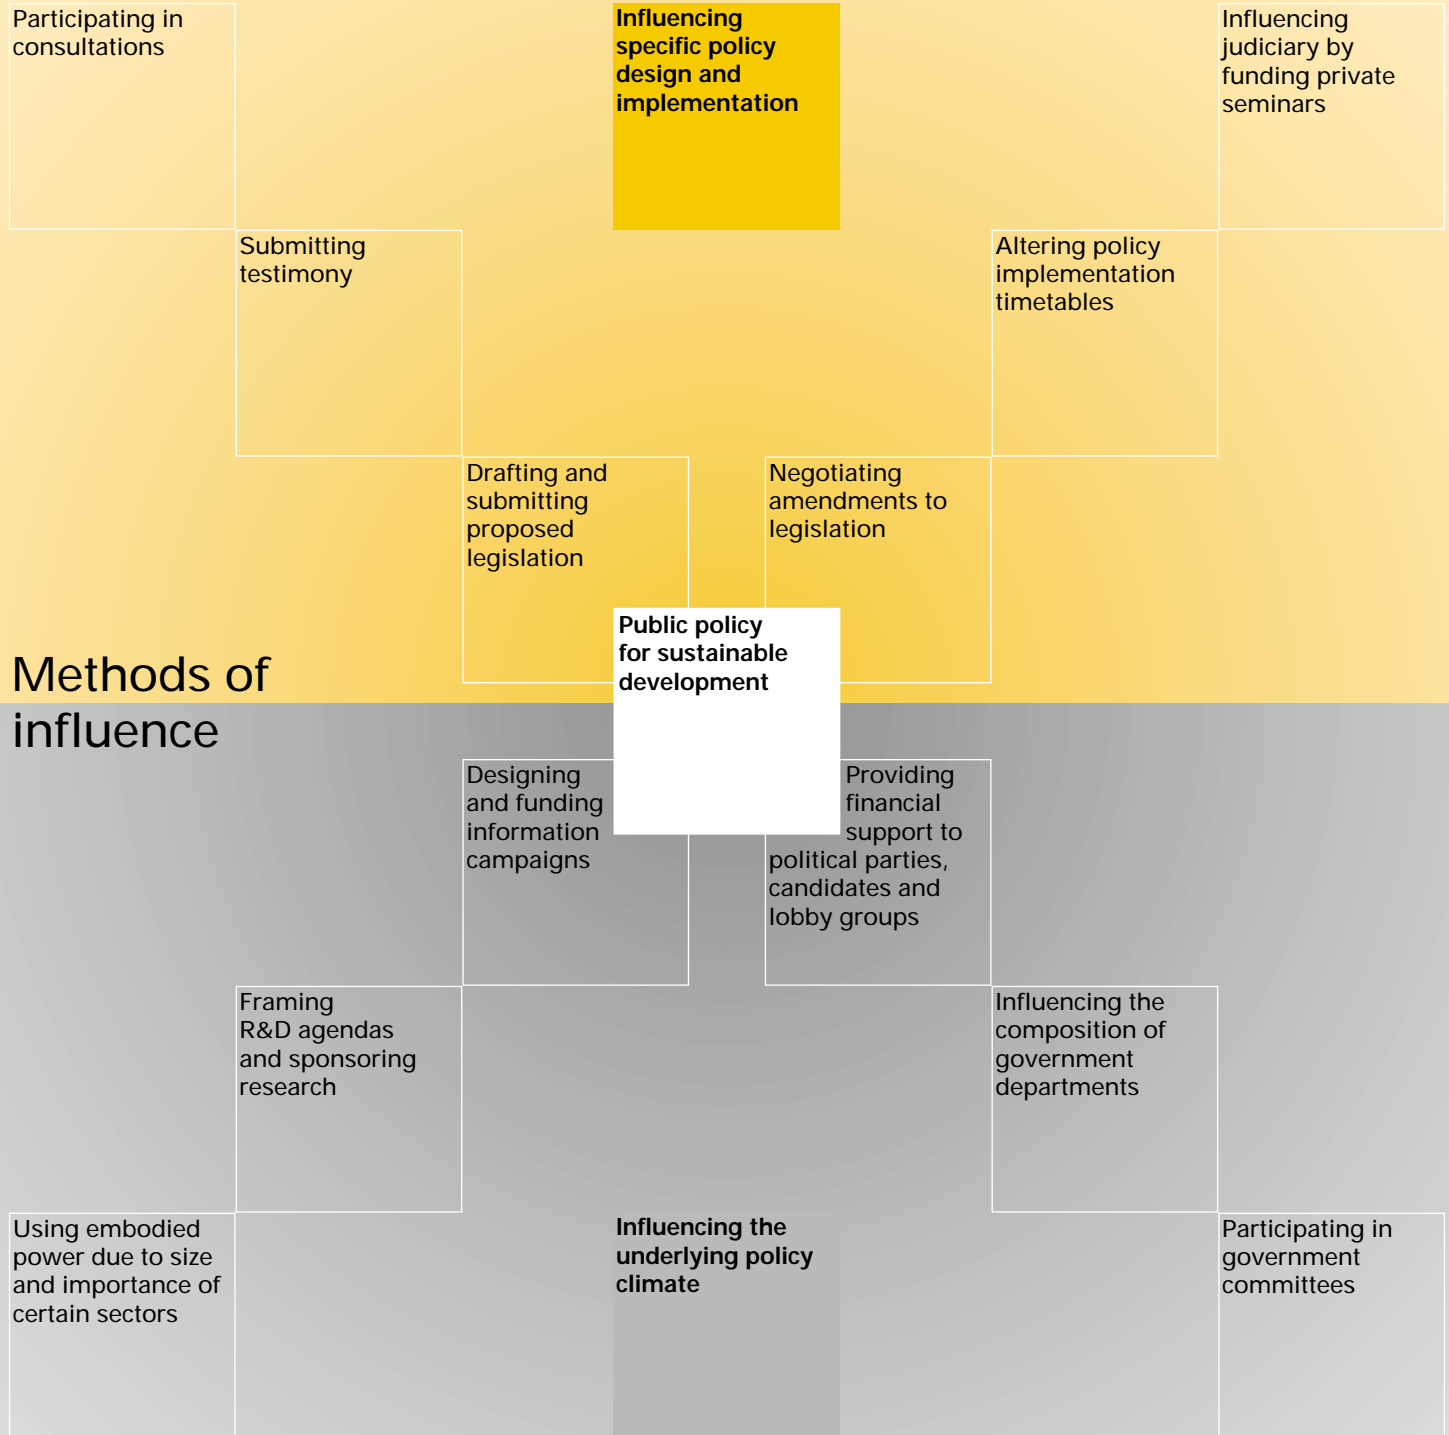 Participating in
consultations
Influencing
specific policy
design and
implementation
Influencing
judiciary by
funding private
seminars
Submitting
testimony
Altering policy
implementation
timetables
Drafting and
submitting
proposed
legislation
Negotiating
amendments to
legislation
Public policy
for sustainable
development
Methods of
influence
Designing
and funding
information
campaigns
Providing
financial
support to
political parties,
candidates and
lobby groups
Framing
R&D agendas
and sponsoring
research
Influencing the
composition of
government
departments
Using embodied
power due to size
and importance of
certain sectors
Influencing the
underlying policy
climate
Participating in
government
committees